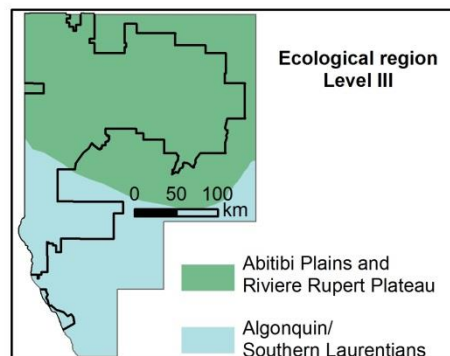 Ecological region
Level III
0 50 100
km
Abitibi Plains and
Riviere Rupert Plateau
Algonquin/
Southern Laurentians